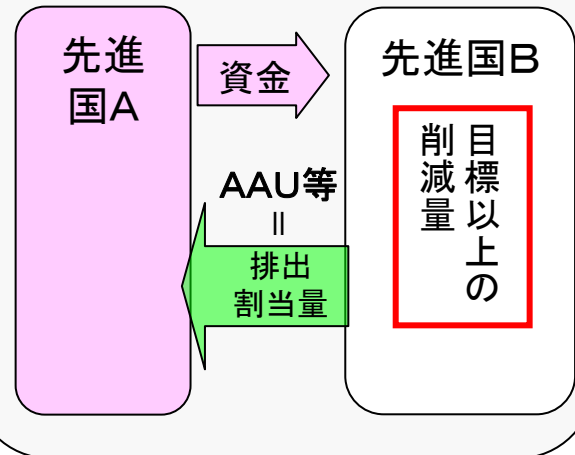 先進
国A
資金
先進国B
目標以上の
削減量
AAU等
＝
排出
割当量